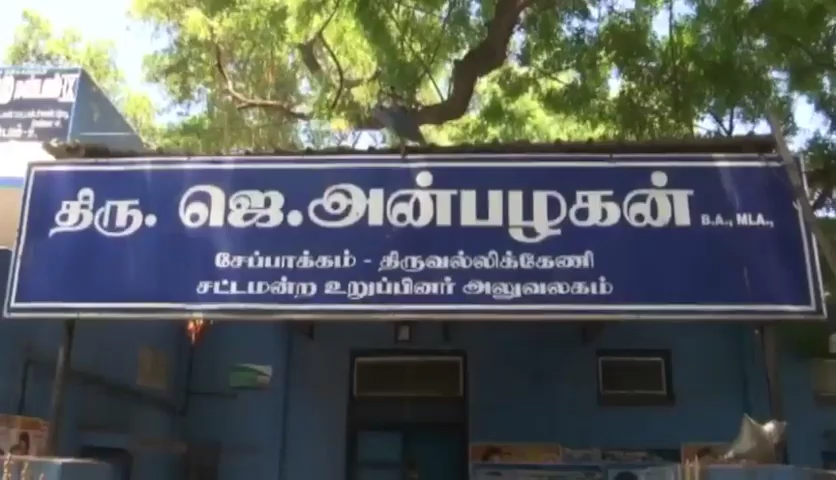 திரு. ஜெ.அன்பழகன் B.A., MLA.,
சேப்பாக்கம் - திருவல்லிக்கேணி
சட்டமன்ற உறுப்பினர் அலுவலகம்